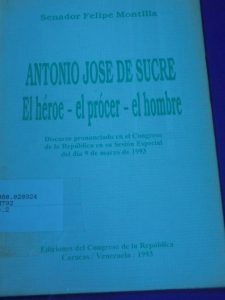 Senador Felipe Montilla
ANTONIO JOSE DE SUCRE
El héroe - el prócer - el hombre
Discurso pronunciado en el Congreso
de la República en su Sesión Especial
del día 9 de marzo de 1993
Ediciones del Congreso de la República
Caracas / Venezuela / 1993